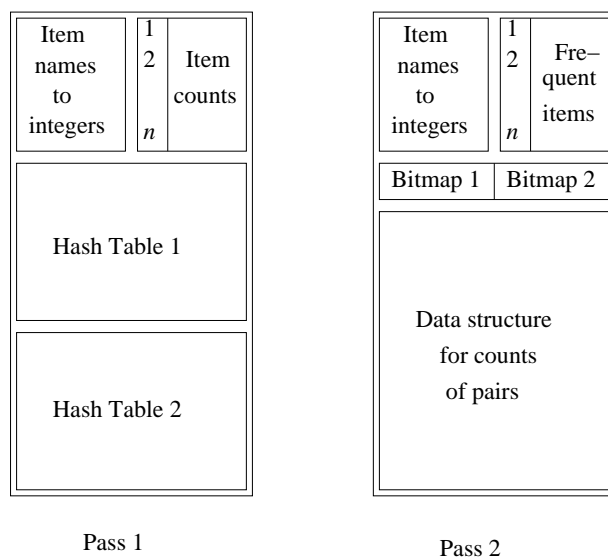 Item
names
to
integers
1
2
n
Item
counts
Hash Table 1
Hash Table 2
Pass 1
Item
names
to
integers
1
2
n
Fre–
quent
items
Bitmap 1
Bitmap 2
Data structure
for counts
of pairs
Pass 2